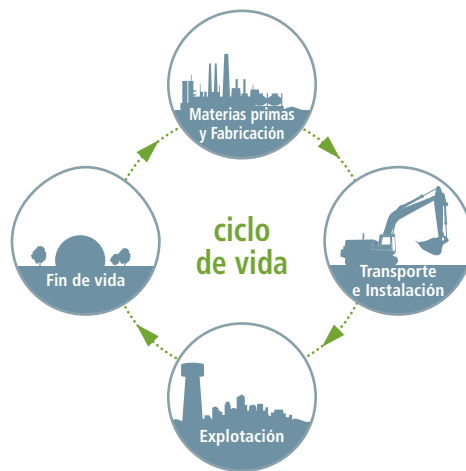 Materias primas
y Fabricación
ciclo
de vida
Transporte
e Instalación
Fin de vida
Explotación